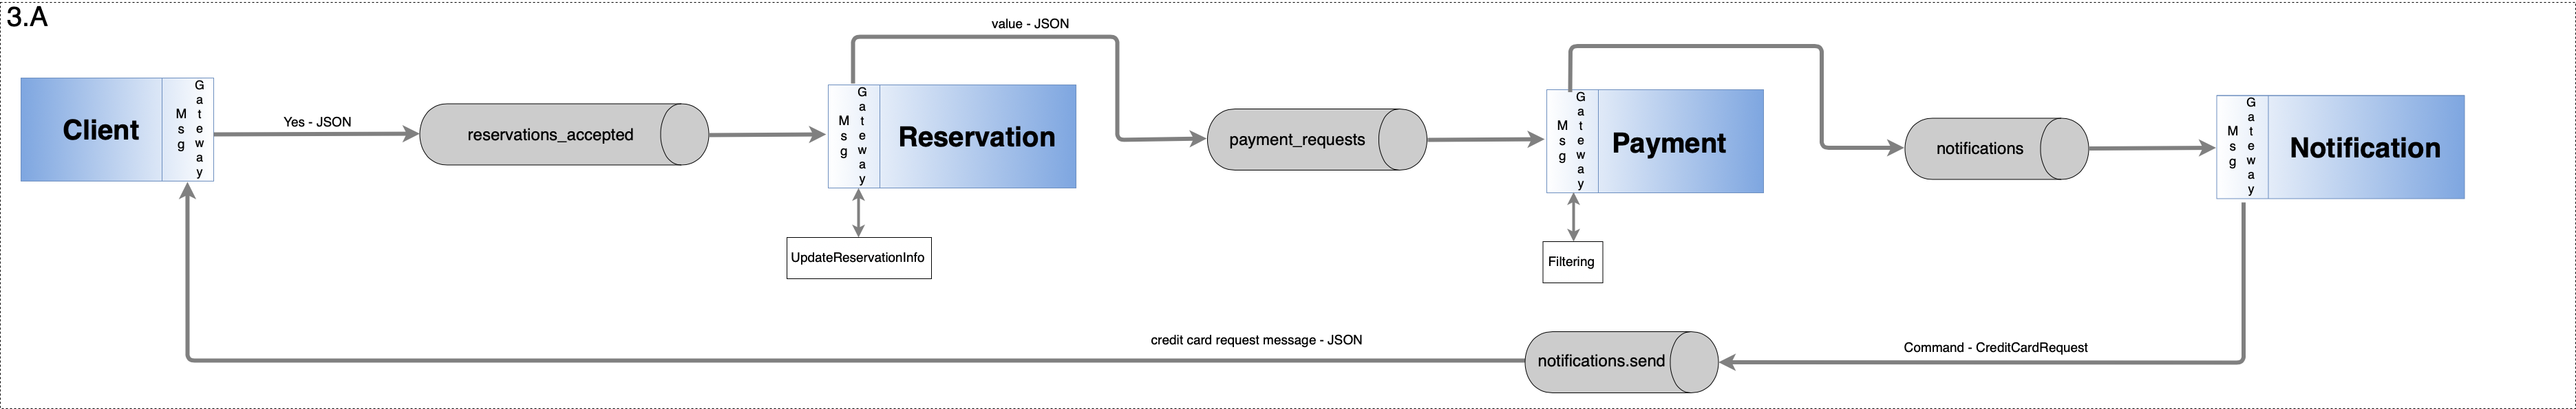 3.A
value - JSON
Client
Msg
Gateway
Yes - JSON
reservations_accepted
Msg
Gateway
Reservation
payment_requests
Msg
Gateway
Payment
notifications
Msg
Gateway
Notification
UpdateReservationInfo
Filtering
credit card request message - JSON
notifications.send
Command - CreditCardRequest